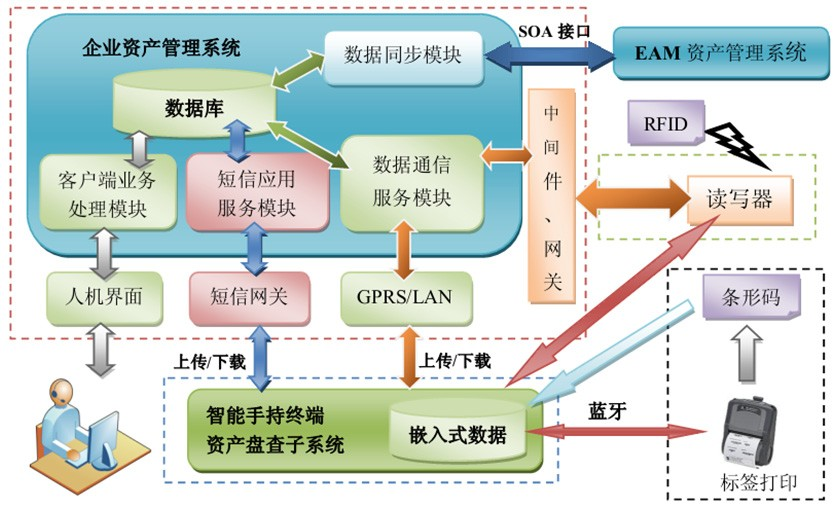 企业资产管理系统
数据同步模块
SOA 接口
EAM 资产管理系统
数据库
中间件、网关
RFID
客户端业务
处理模块
短信应用
服务模块
数据通信
服务模块
读写器
人机界面
短信网关
GPRS/LAN
条形码
上传/下载
上传/下载
智能手持终端
资产盘查子系统
嵌入式数据
蓝牙
标签打印